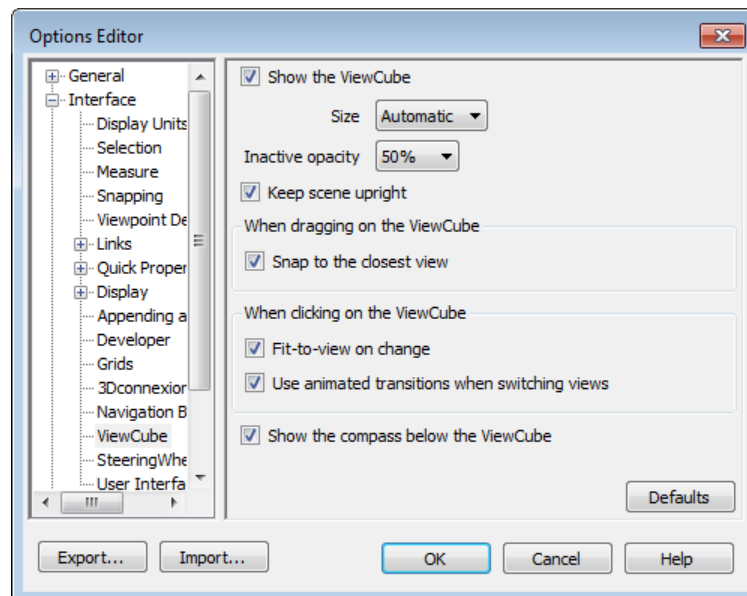 Options Editor
General
Interface
Display Units
Selection
Measure
Snapping
Viewpoint De
Links
Quick Proper
Display
Appending a
Developer
Grids
3Dconnexion
Navigation B
ViewCube
SteeringWhe
User Interfa
Show the ViewCube
Size Automatic
Inactive opacity 50%
Keep scene upright
When dragging on the ViewCube
Snap to the closest view
When clicking on the ViewCube
Fit-to-view on change
Use animated transitions when switching views
Show the compass below the ViewCube
Defaults
Export... Import... OK Cancel Help